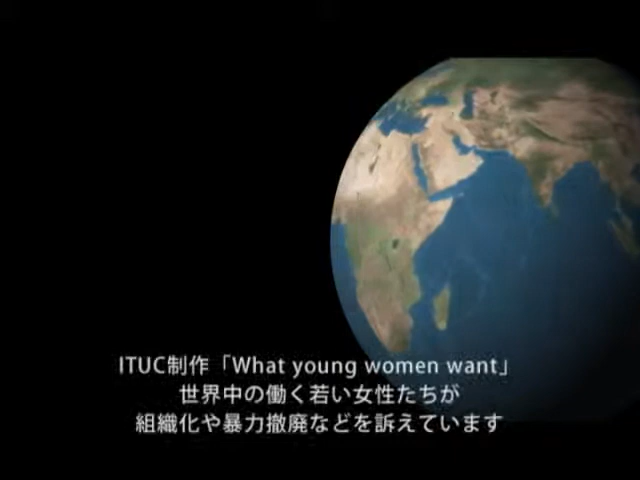 ITUC制作「What young women want」
世界中の働く若い女性たちが
組織化や暴力撤廃などを訴えています